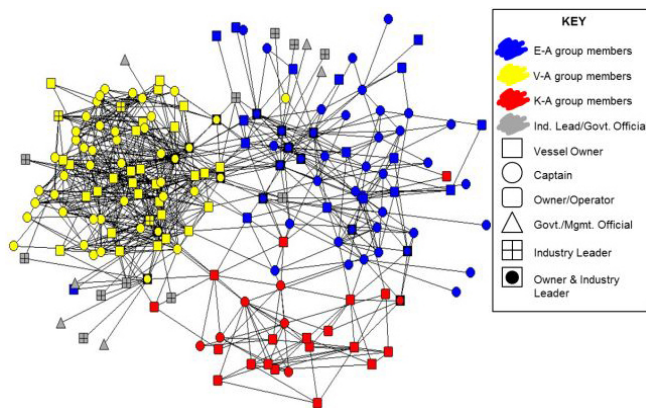 KEY
E-A group members
V-A group members
K-A group members
Ind. Lead/Govt. Official
Vessel Owner
Captain
Owner/Operator
Govt./Mgmt. Official
Industry Leader
Owner & Industry
Leader